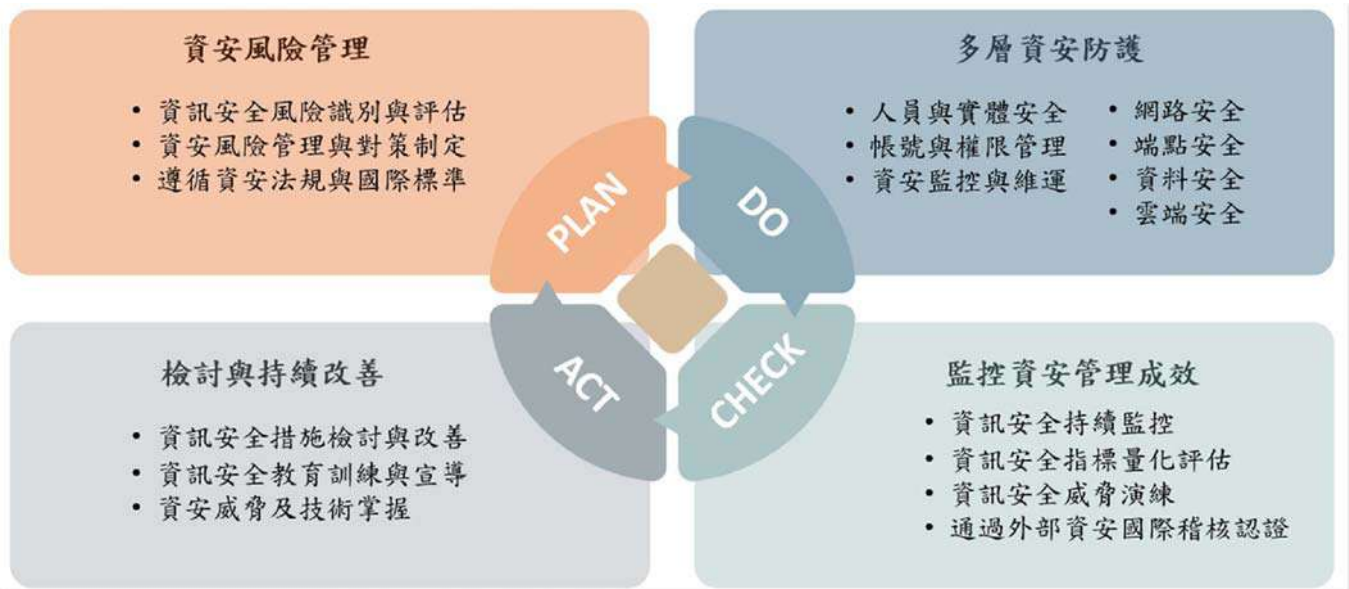 資安風險管理
• 資訊安全風險識別與評估
• 資安風險管理與對策制定
• 遵循資安法規與國際標準
多層資安防護
• 人員與實體安全
• 帳號與權限管理
• 資安監控與維運
• 網路安全
• 端點安全
• 資料安全
• 雲端安全
PLAN
DO
ACT
CHECK
檢討與持續改善
• 資訊安全措施檢討與改善
• 資訊安全教育訓練與宣導
• 資安威脅及技術掌握
監控資安管理成效
• 資訊安全持續監控
• 資訊安全指標量化評估
• 資訊安全威脅演練
• 通過外部資安國際稽核認證